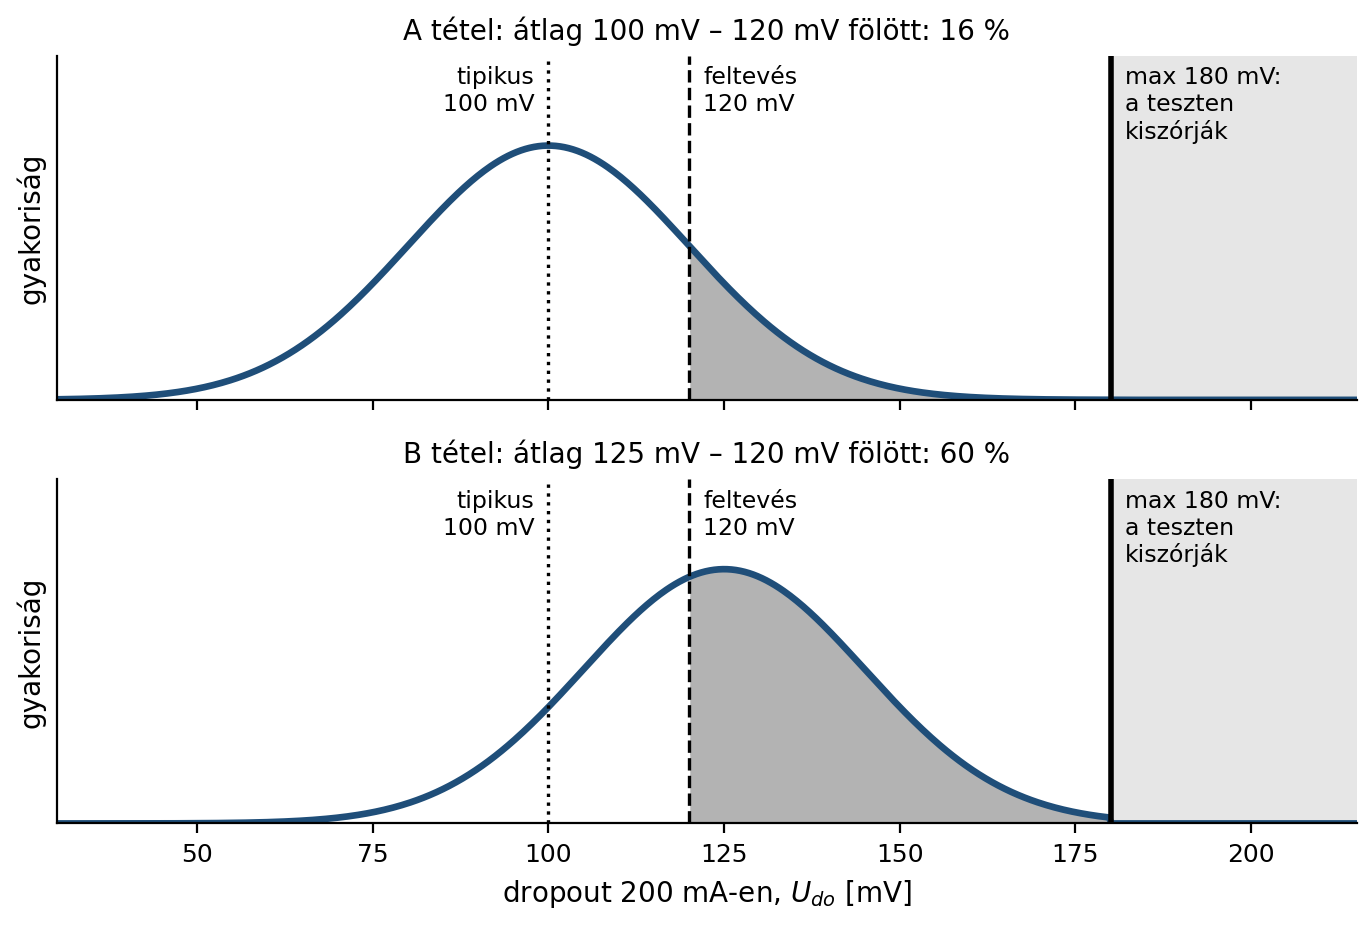 A tétel: átlag 100 mV – 120 mV fölött: 16 %
tipikus
100 mV
feltevés
120 mV
max 180 mV:
a teszten
kiszórják
gyakoriság
B tétel: átlag 125 mV – 120 mV fölött: 60 %
tipikus
100 mV
feltevés
120 mV
max 180 mV:
a teszten
kiszórják
gyakoriság
50 75 100 125 150 175 200
dropout 200 mA-en, U_do [mV]